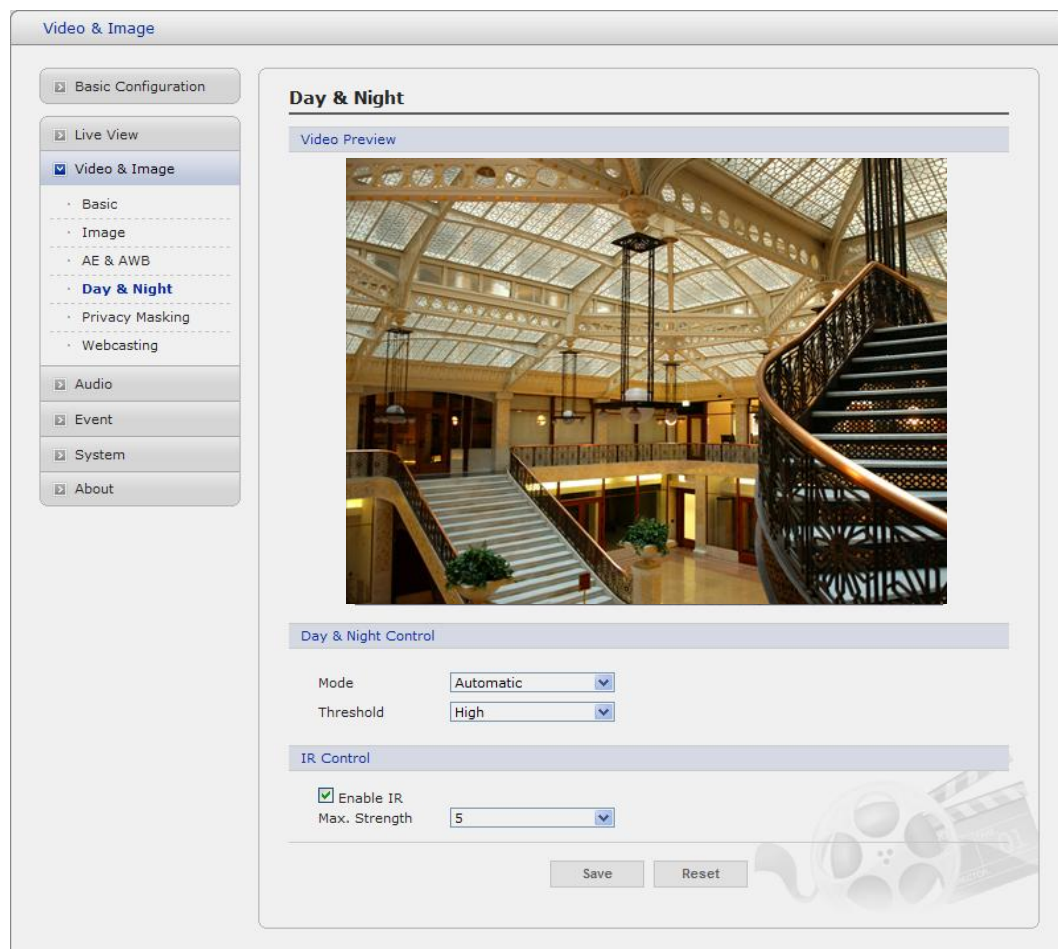 Video & Image
Basic Configuration
Live View
Video & Image
Basic
Image
AE & AWB
Day & Night
Privacy Masking
Webcasting
Audio
Event
System
About
Day & Night
Video Preview
Day & Night Control
Mode Automatic
Threshold High
IR Control
Enable IR
Max. Strength 5
Save Reset